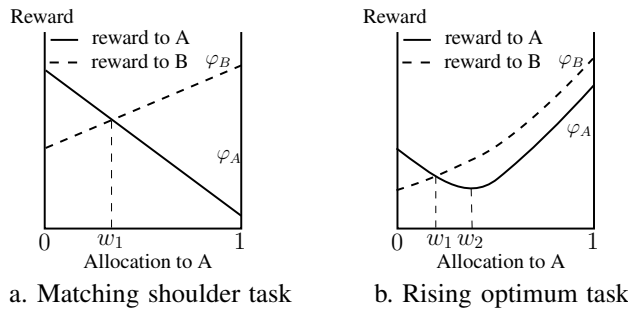 Reward
reward to A
reward to B
φB
φA
0
w1
1
Allocation to A
a. Matching shoulder task
Reward
reward to A
reward to B
φB
φA
0
w1
w2
1
Allocation to A
b. Rising optimum task